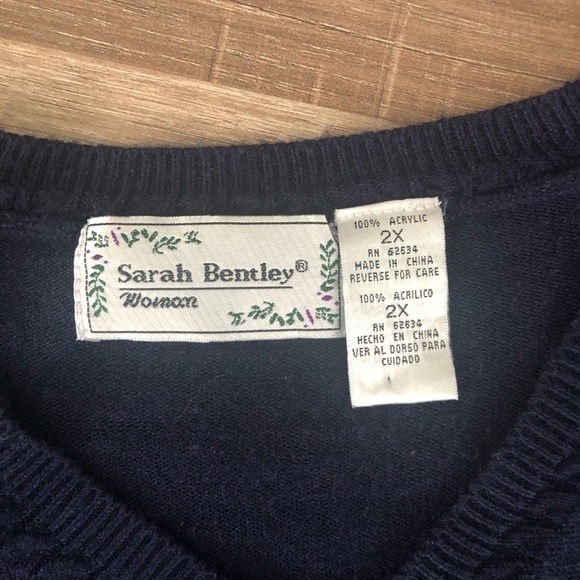 Sarah Bentley®
Woman
100% ACRYLIC
2X
RN 62634
MADE IN CHINA
REVERSE FOR CARE
100% ACRILICO
2X
RN 62634
HECHO EN CHINA
VER AL DORSO PARA
CUIDADO